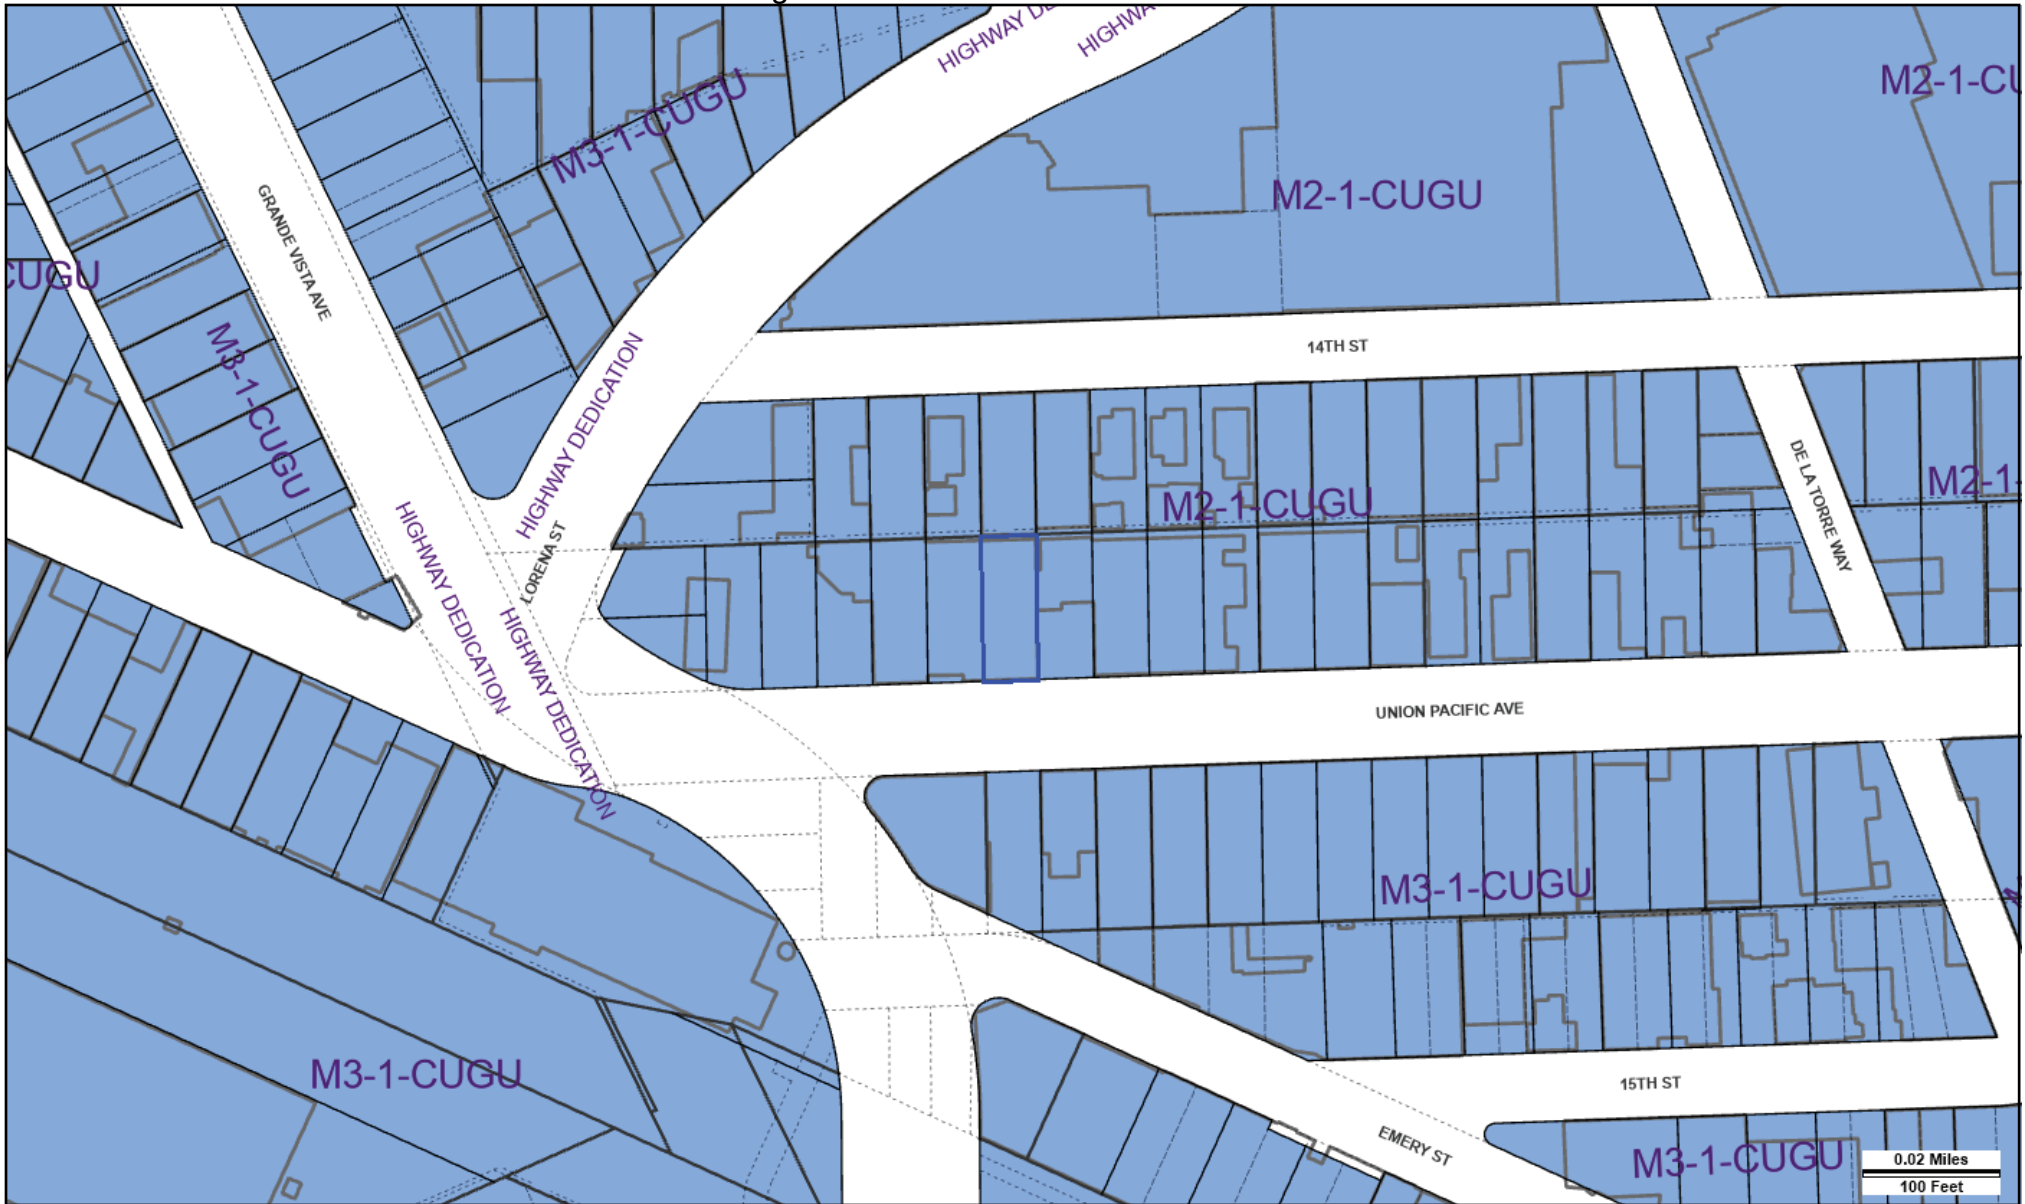 HIGHWAY DE
HIGHWA
M2-1-CU
M3-1-CUGU
M2-1-CUGU
GRANDE VISTA AVE
CUGU
M3-1-CUGU
14TH ST
HIGHWAY DEDICATION
M2-1-CUGU
M2-1-
DE LA TORRE WAY
LORENA ST
HIGHWAY DEDICATION
HIGHWAY DEDICATION
UNION PACIFIC AVE
M3-1-CUGU
M3-1-CUGU
15TH ST
EMERY ST
M3-1-CUGU
0.02 Miles
100 Feet